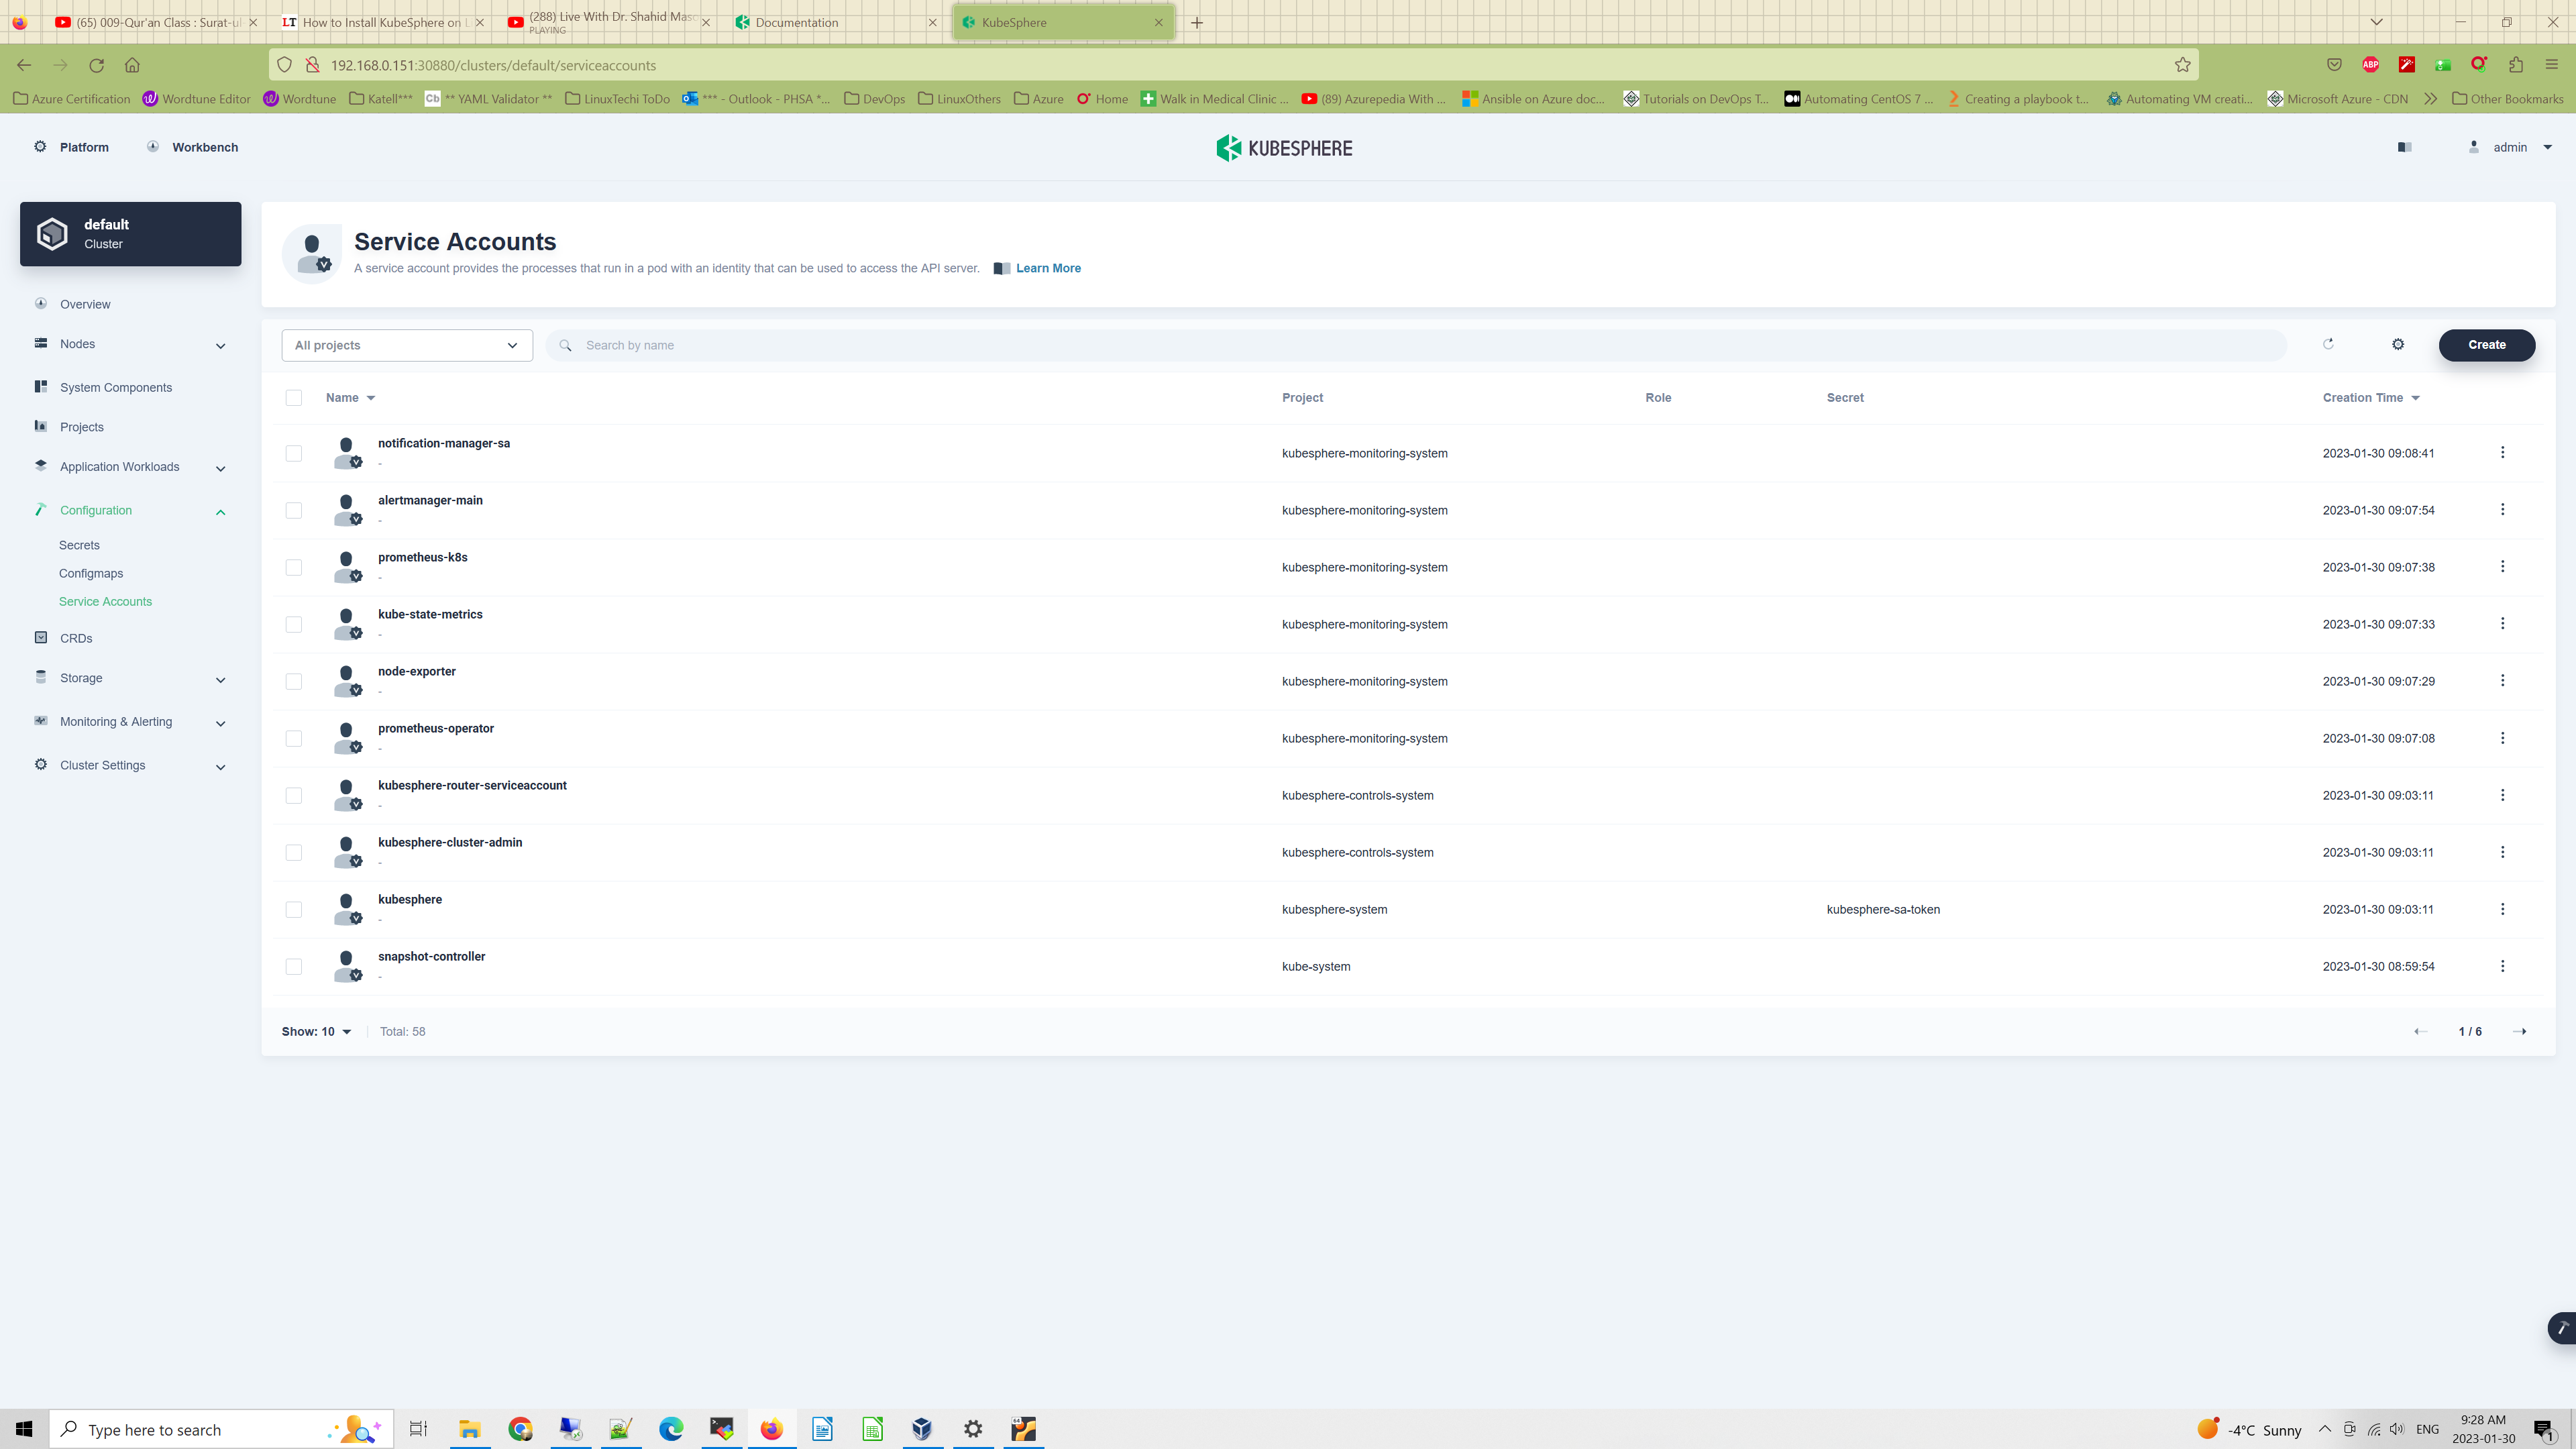 (65) 009-Qur'an Class : Surat-ul
LT How to Install KubeSphere on L
(288) Live With Dr. Shahid Maso
PLAYING
Documentation
KubeSphere
192.168.0.151:30880/clusters/default/serviceaccounts
ABP
Azure Certification
Wordtune Editor
Wordtune
Katell***
Cb ** YAML Validator **
LinuxTechi ToDo
*** - Outlook - PHSA *...
DevOps
LinuxOthers
Azure
Home
Walk in Medical Clinic ...
(89) Azurepedia With ...
Ansible on Azure doc...
Tutorials on DevOps T...
Automating CentOS 7 ...
Creating a playbook t...
Automating VM creati...
Microsoft Azure - CDN
Other Bookmarks
Platform
Workbench
KUBESPHERE
admin
default
Cluster
Overview
Nodes
System Components
Projects
Application Workloads
Configuration
Secrets
Configmaps
Service Accounts
CRDs
Storage
Monitoring & Alerting
Cluster Settings
Service Accounts
A service account provides the processes that run in a pod with an identity that can be used to access the API server. Learn More
All projects
Search by name
Create
Name Project Role Secret Creation Time
notification-manager-sa
-
kubesphere-monitoring-system 2023-01-30 09:08:41
alertmanager-main
-
kubesphere-monitoring-system 2023-01-30 09:07:54
prometheus-k8s
-
kubesphere-monitoring-system 2023-01-30 09:07:38
kube-state-metrics
-
kubesphere-monitoring-system 2023-01-30 09:07:33
node-exporter
-
kubesphere-monitoring-system 2023-01-30 09:07:29
prometheus-operator
-
kubesphere-monitoring-system 2023-01-30 09:07:08
kubesphere-router-serviceaccount
-
kubesphere-controls-system 2023-01-30 09:03:11
kubesphere-cluster-admin
-
kubesphere-controls-system 2023-01-30 09:03:11
kubesphere
-
kubesphere-system kubesphere-sa-token 2023-01-30 09:03:11
snapshot-controller
-
kube-system 2023-01-30 08:59:54
Show: 10
Total: 58
1 / 6
Type here to search
64
-4°C Sunny
ENG
9:28 AM
2023-01-30
1